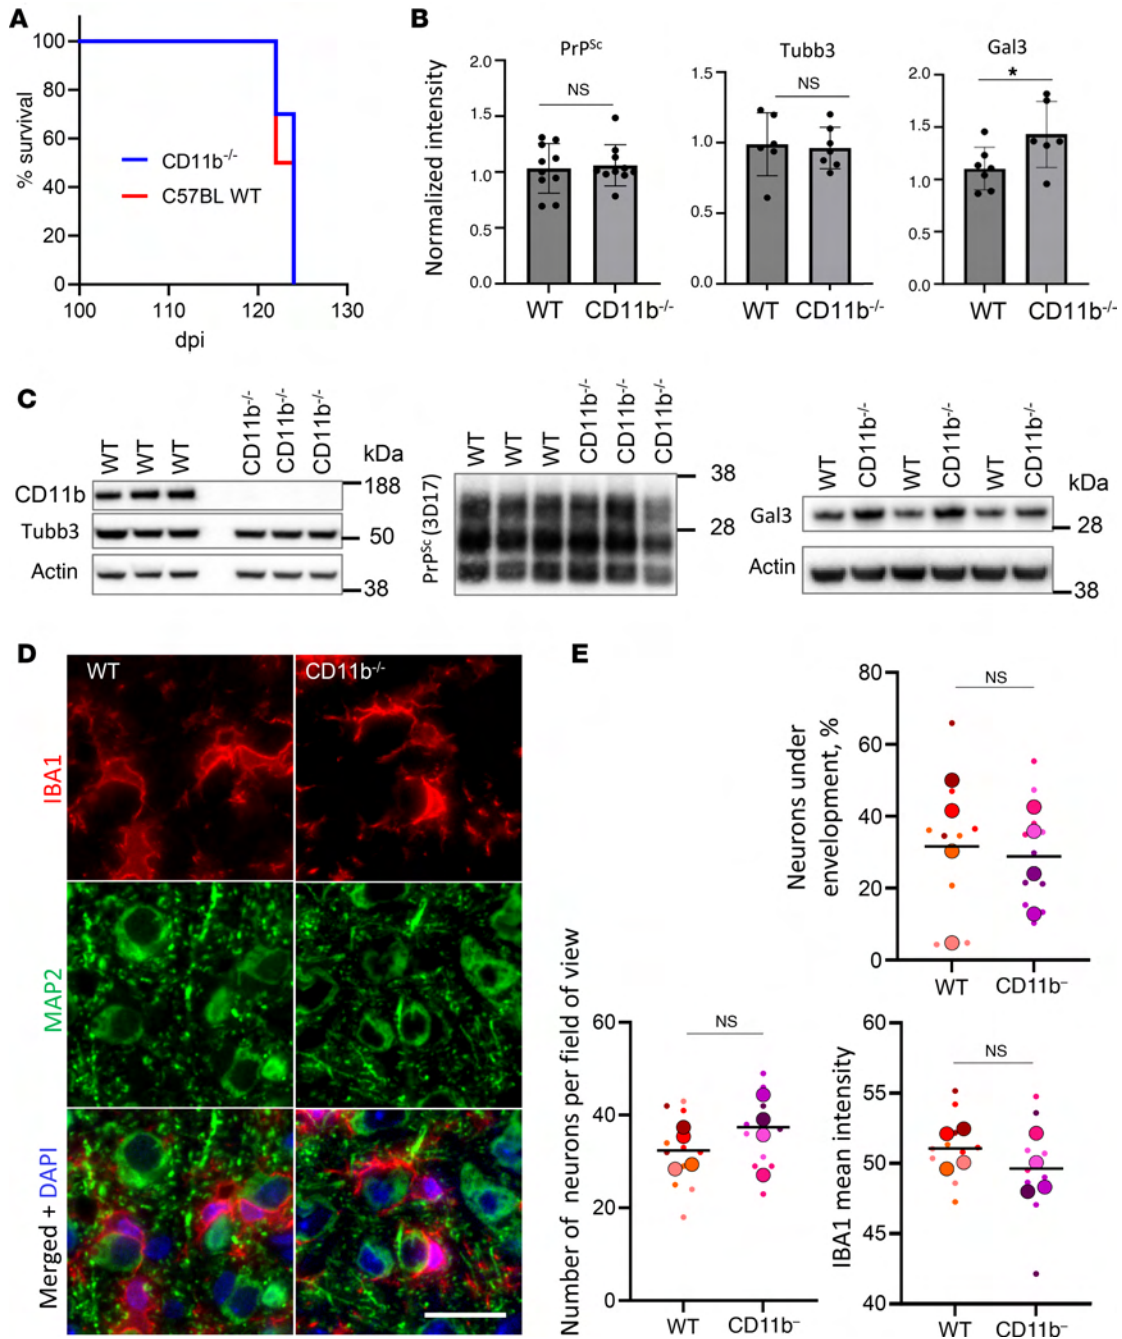 A
100
80
60
40
20
0
% survival
CD11b-/-
C57BL WT
100 110 120 130
dpi
B
Normalized intensity
PrPSc
NS
2.0
1.5
1.0
0.5
0.0
WT CD11b-/-
Tubb3
NS
1.5
1.0
0.5
0.0
WT CD11b-/-
Gal3
*
2.0
1.5
1.0
0.5
0.0
WT CD11b-/-
C
WT WT WT CD11b-/- CD11b-/- CD11b-/- kDa
CD11b 188
Tubb3 50
Actin 38
WT WT WT CD11b-/- CD11b-/- CD11b-/-
PrPSc (3D17)
38
28
WT CD11b-/- WT CD11b-/- WT CD11b-/- kDa
Gal3 28
Actin 38
D
WT CD11b-/-
IBA1
MAP2
Merged + DAPI
E
Neurons under
envelopment, %
NS
80
60
40
20
0
WT CD11b–
Number of neurons per field of view
NS
60
40
20
0
WT CD11b–
IBA1 mean intensity
NS
60
55
50
45
40
WT CD11b–